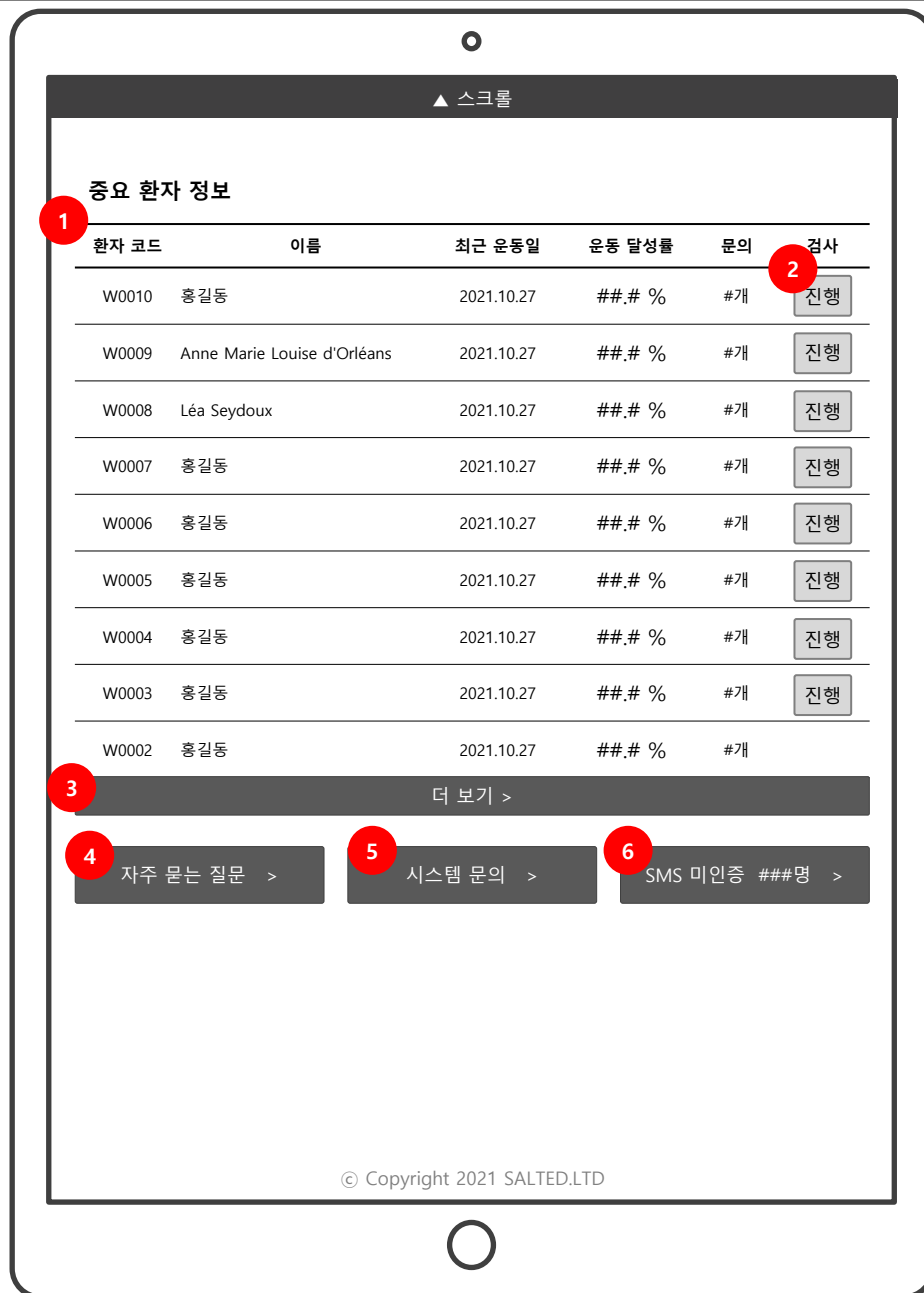 ▲ 스크롤
중요 환자 정보
1
환자 코드 이름 최근 운동일 운동 달성률 문의 검사
2
W0010 홍길동 2021.10.27 ##.# % #개 진행
W0009 Anne Marie Louise d'Orléans 2021.10.27 ##.# % #개 진행
W0008 Léa Seydoux 2021.10.27 ##.# % #개 진행
W0007 홍길동 2021.10.27 ##.# % #개 진행
W0006 홍길동 2021.10.27 ##.# % #개 진행
W0005 홍길동 2021.10.27 ##.# % #개 진행
W0004 홍길동 2021.10.27 ##.# % #개 진행
W0003 홍길동 2021.10.27 ##.# % #개 진행
W0002 홍길동 2021.10.27 ##.# % #개
3
더 보기 >
4 5 6
자주 묻는 질문 > 시스템 문의 > SMS 미인증 ###명 >
ⓒ Copyright 2021 SALTED.LTD